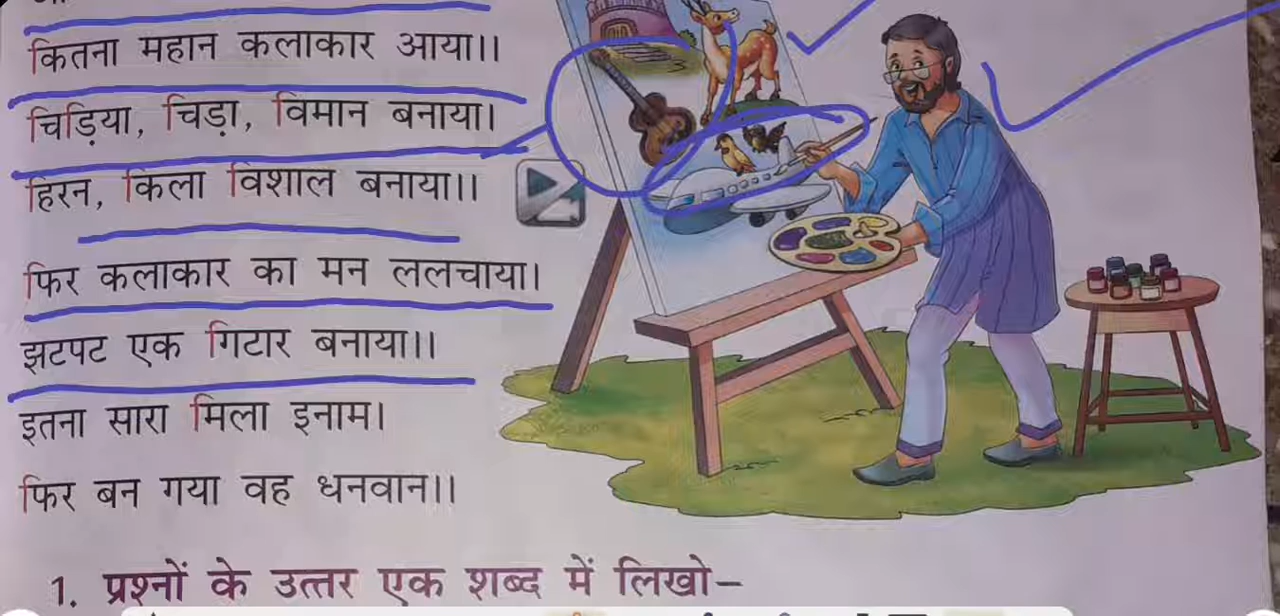 कितना महान कलाकार आया।।
चिड़िया, चिड़ा, विमान बनाया।
हिरन, किला विशाल बनाया।।
फिर कलाकार का मन ललचाया।
झटपट एक गिटार बनाया।।
इतना सारा मिला इनाम।
फिर बन गया वह धनवान।।
1. प्रश्नों के उत्तर एक शब्द में लिखो–